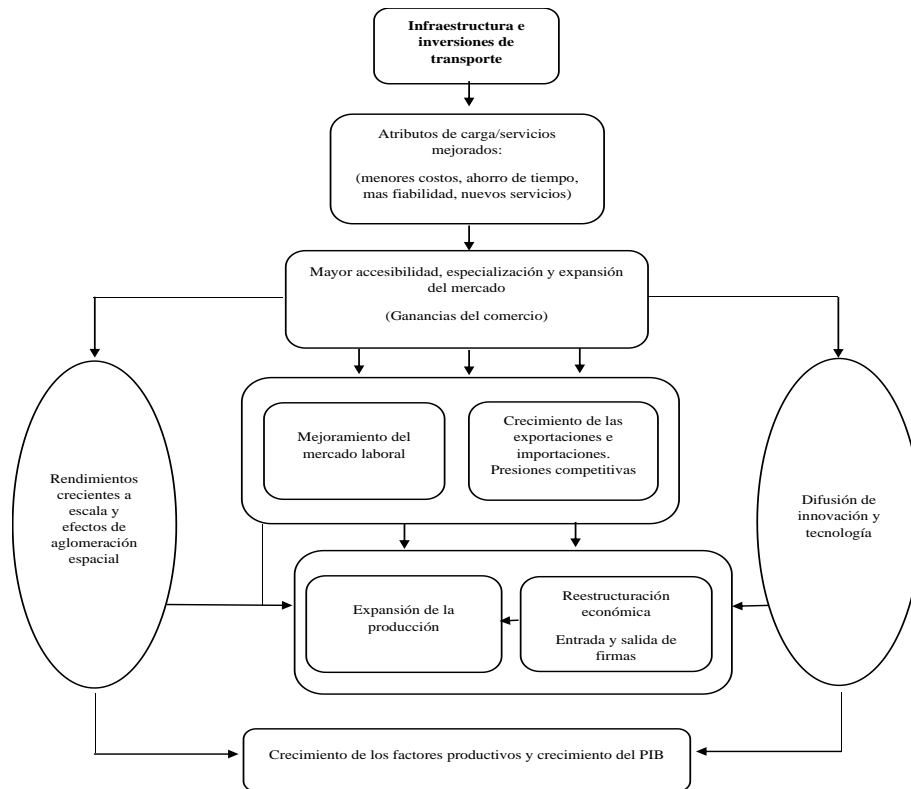 Infraestructura e
inversiones de
transporte
Atributos de carga/servicios
mejorados:
(menores costos, ahorro de tiempo,
mas fiabilidad, nuevos servicios)
Mayor accesibilidad, especialización y expansión
del mercado
(Ganancias del comercio)
Mejoramiento del
mercado laboral
Crecimiento de las
exportaciones e
importaciones.
Presiones competitivas
Rendimientos
crecientes a
escala y
efectos de
aglomeración
espacial
Difusión de
innovación y
tecnología
Expansión de la
producción
Reestructuración
económica
Entrada y salida de
firmas
Crecimiento de los factores productivos y crecimiento del PIB